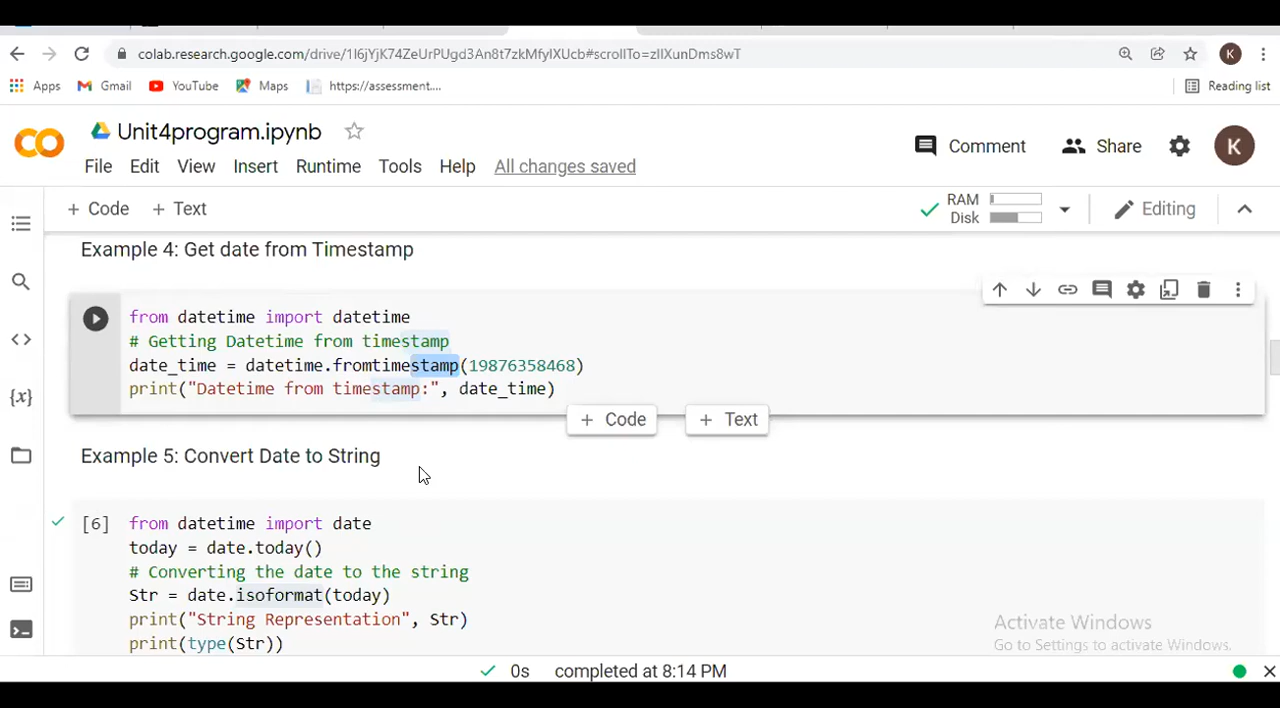 colab.research.google.com/drive/1I6jYjK74ZeUrPUgd3An8t7zkMfyIXUcb#scrollTo=zIIXunDms8wT
K
Apps
Gmail
YouTube
Maps
https://assessment....
Reading list
CO
Unit4program.ipynb
Comment
Share
K
File Edit View Insert Runtime Tools Help All changes saved
+ Code + Text
RAM
Disk
Editing
Example 4: Get date from Timestamp
from datetime import datetime
# Getting Datetime from timestamp
date_time = datetime.fromtimestamp(19876358468)
print("Datetime from timestamp:", date_time)
+ Code + Text
Example 5: Convert Date to String
[6] from datetime import date
today = date.today()
# Converting the date to the string
Str = date.isoformat(today)
print("String Representation", Str)
print(type(Str))
Activate Windows
Go to Settings to activate Windows.
0s completed at 8:14 PM